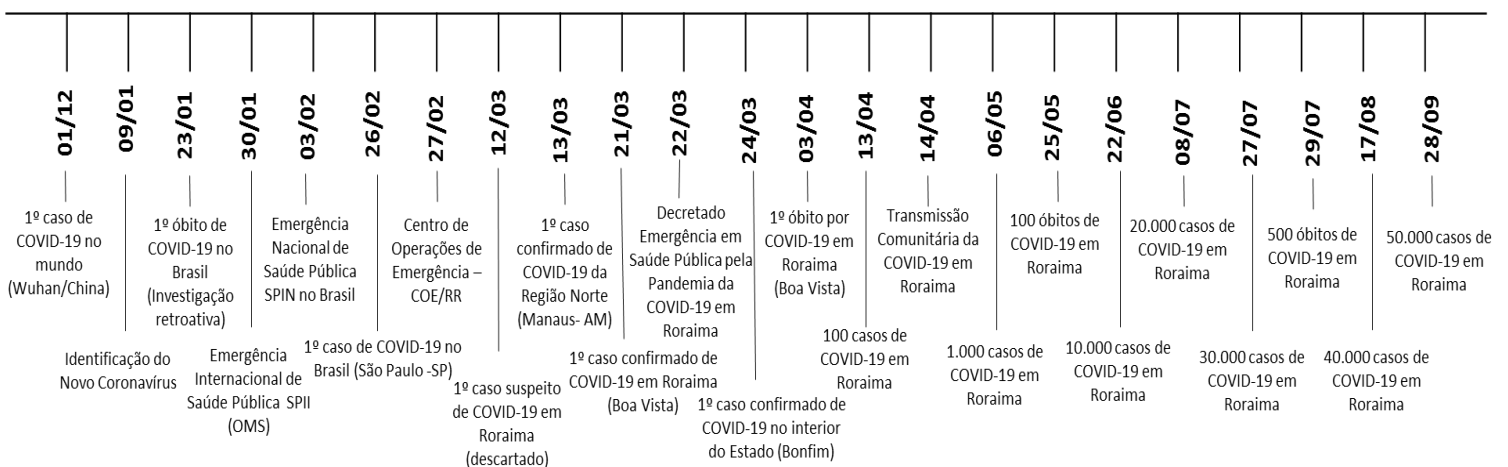 01/12
09/01
23/01
30/01
03/02
26/02
27/02
12/03
13/03
21/03
22/03
24/03
03/04
13/04
14/04
06/05
25/05
22/06
08/07
27/07
29/07
17/08
28/09
1º caso de
COVID-19 no
mundo
(Wuhan/China)
Identificação do
Novo Coronavírus
1º óbito de
COVID-19 no
Brasil
(Investigação
retroativa)
Emergência
Internacional de
Saúde Pública SPII
(OMS)
Emergência
Nacional de
Saúde Pública
SPIN no Brasil
1º caso de COVID-19 no
Brasil (São Paulo -SP)
Centro de
Operações de
Emergência –
COE/RR
1º caso suspeito
de COVID-19 em
Roraima
(descartado)
1º caso
confirmado de
COVID-19 da
Região Norte
(Manaus- AM)
1º caso confirmado de
COVID-19 em Roraima
(Boa Vista)
Decretado
Emergência em
Saúde Pública pela
Pandemia da
COVID-19 em
Roraima
1º caso confirmado de
COVID-19 no interior
do Estado (Bonfim)
1º óbito por
COVID-19 em
Roraima
(Boa Vista)
100 casos de
COVID-19 em
Roraima
Transmissão
Comunitária da
COVID-19 em
Roraima
1.000 casos de
COVID-19 em
Roraima
100 óbitos de
COVID-19 em
Roraima
10.000 casos de
COVID-19 em
Roraima
20.000 casos de
COVID-19 em
Roraima
30.000 casos de
COVID-19 em
Roraima
500 óbitos de
COVID-19 em
Roraima
40.000 casos de
COVID-19 em
Roraima
50.000 casos de
COVID-19 em
Roraima